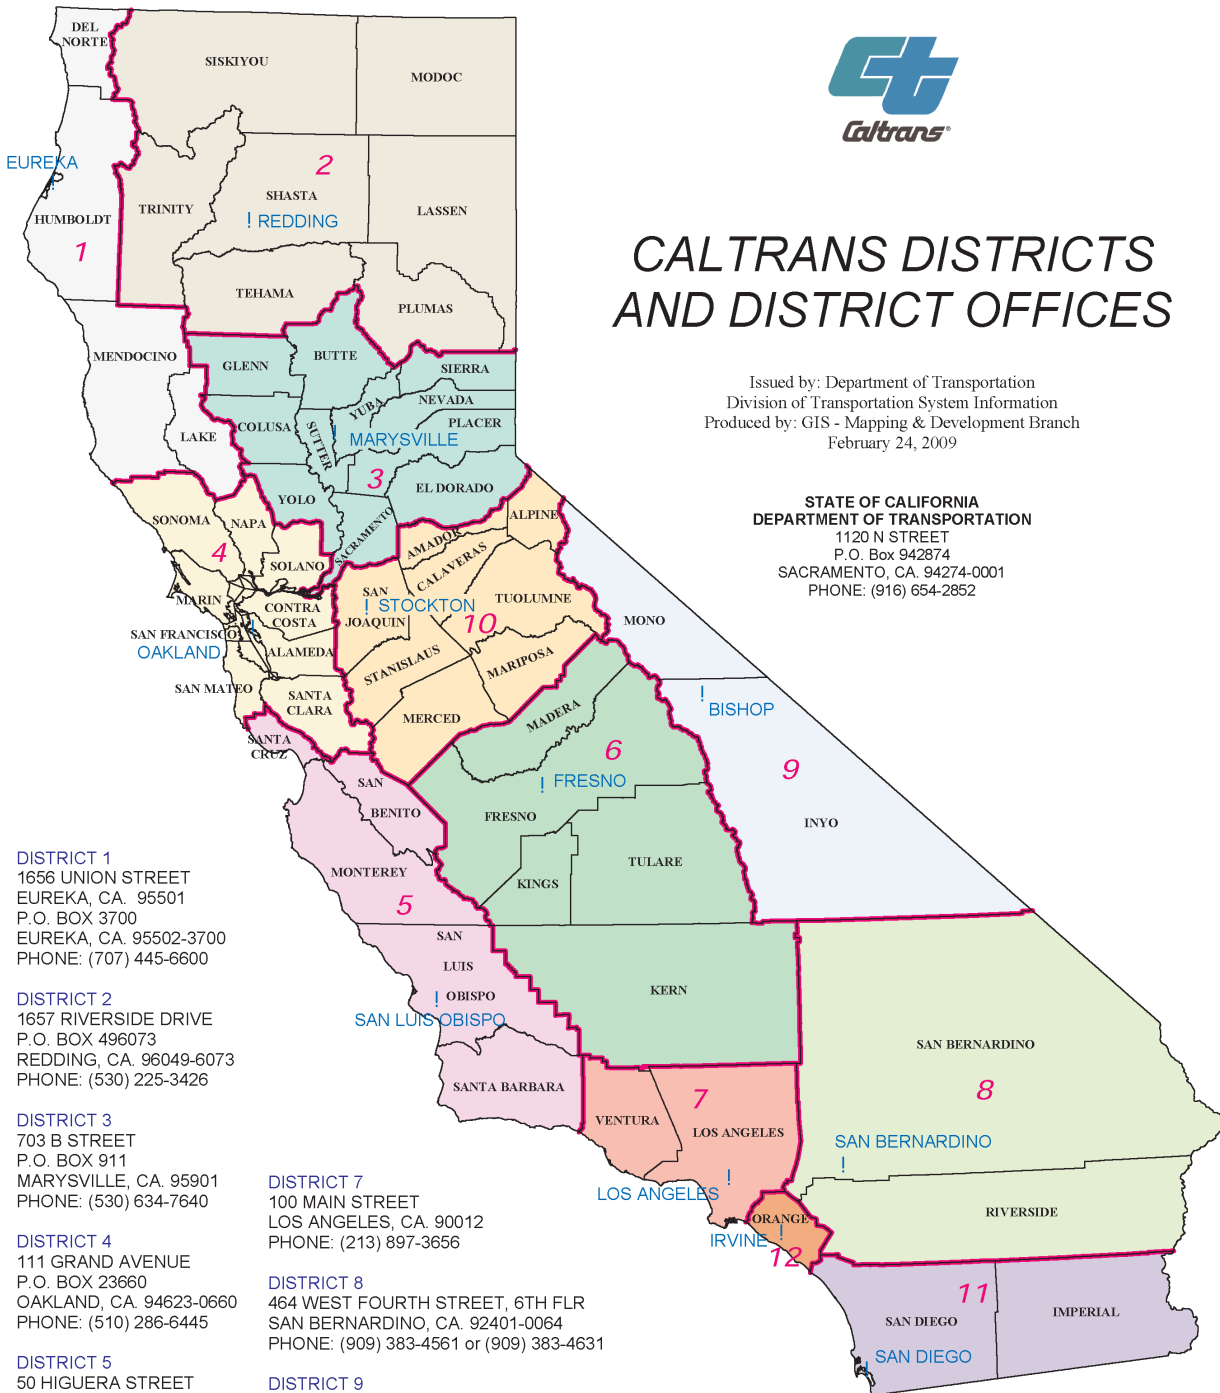 Caltrans®
CALTRANS DISTRICTS
AND DISTRICT OFFICES
Issued by: Department of Transportation
Division of Transportation System Information
Produced by: GIS - Mapping & Development Branch
February 24, 2009
STATE OF CALIFORNIA
DEPARTMENT OF TRANSPORTATION
1120 N STREET
P.O. Box 942874
SACRAMENTO, CA. 94274-0001
PHONE: (916) 654-2852
DEL
NORTE
SISKIYOU
MODOC
EUREKA
!
HUMBOLDT
1
TRINITY
2
SHASTA
! REDDING
LASSEN
TEHAMA
PLUMAS
MENDOCINO
LAKE
GLENN
BUTTE
SIERRA
COLUSA
SUTTER
YUBA
NEVADA
PLACER
! MARYSVILLE
3
YOLO
EL DORADO
SACRAMENTO
SONOMA
NAPA
4
SOLANO
MARIN
CONTRA
COSTA
SAN FRANCISCO
!
OAKLAND
ALAMEDA
SAN MATEO
SANTA
CLARA
ALPINE
AMADOR
CALAVERAS
SAN
JOAQUIN
! STOCKTON
TUOLUMNE
10
STANISLAUS
MARIPOSA
MERCED
MONO
!
BISHOP
9
INYO
SANTA
CRUZ
SAN
BENITO
MONTEREY
5
SAN
LUIS
OBISPO
!
SAN LUIS OBISPO
SANTA BARBARA
MADERA
6
! FRESNO
FRESNO
KINGS
TULARE
KERN
VENTURA
7
LOS ANGELES
!
LOS ANGELES
SAN BERNARDINO
8
SAN BERNARDINO
!
RIVERSIDE
ORANGE
IRVINE !
12
11
SAN DIEGO
IMPERIAL
! SAN DIEGO
DISTRICT 1
1656 UNION STREET
EUREKA, CA. 95501
P.O. BOX 3700
EUREKA, CA. 95502-3700
PHONE: (707) 445-6600
DISTRICT 2
1657 RIVERSIDE DRIVE
P.O. BOX 496073
REDDING, CA. 96049-6073
PHONE: (530) 225-3426
DISTRICT 3
703 B STREET
P.O. BOX 911
MARYSVILLE, CA. 95901
PHONE: (530) 634-7640
DISTRICT 4
111 GRAND AVENUE
P.O. BOX 23660
OAKLAND, CA. 94623-0660
PHONE: (510) 286-6445
DISTRICT 5
50 HIGUERA STREET
DISTRICT 7
100 MAIN STREET
LOS ANGELES, CA. 90012
PHONE: (213) 897-3656
DISTRICT 8
464 WEST FOURTH STREET, 6TH FLR
SAN BERNARDINO, CA. 92401-0064
PHONE: (909) 383-4561 or (909) 383-4631
DISTRICT 9